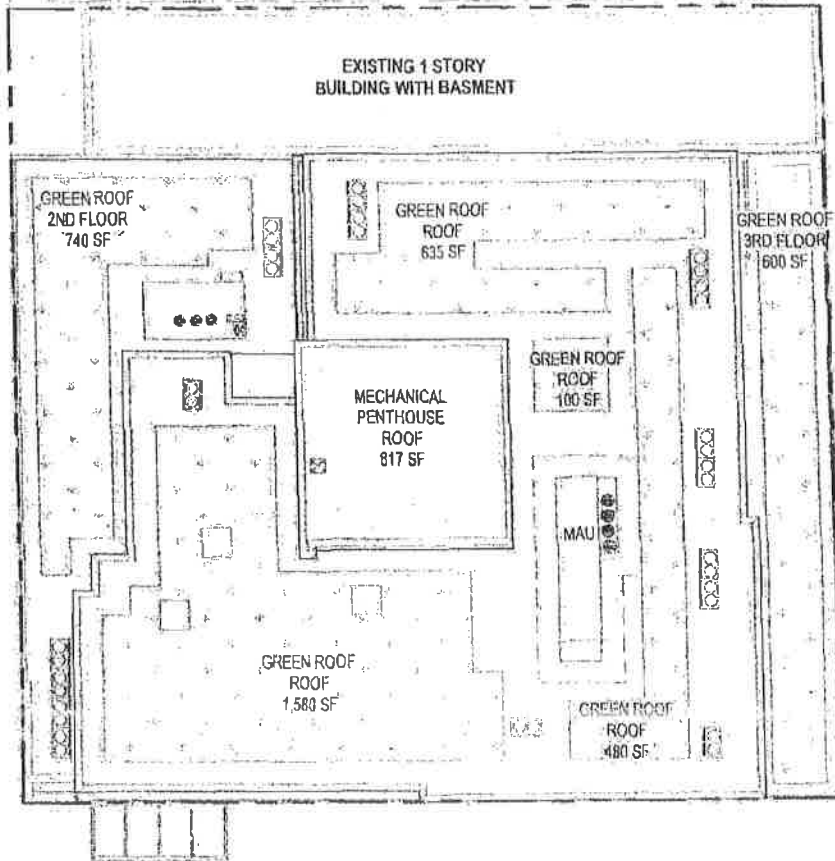 EXISTING 1 STORY
BUILDING WITH BASMENT
GREEN ROOF
2ND FLOOR
740 SF
GREEN ROOF
ROOF
635 SF
GREEN ROOF
3RD FLOOR
600 SF
GREEN ROOF
ROOF
100 SF
MECHANICAL
PENTHOUSE
ROOF
817 SF
MAU
GREEN ROOF
ROOF
1,580 SF
GREEN ROOF
ROOF
480 SF